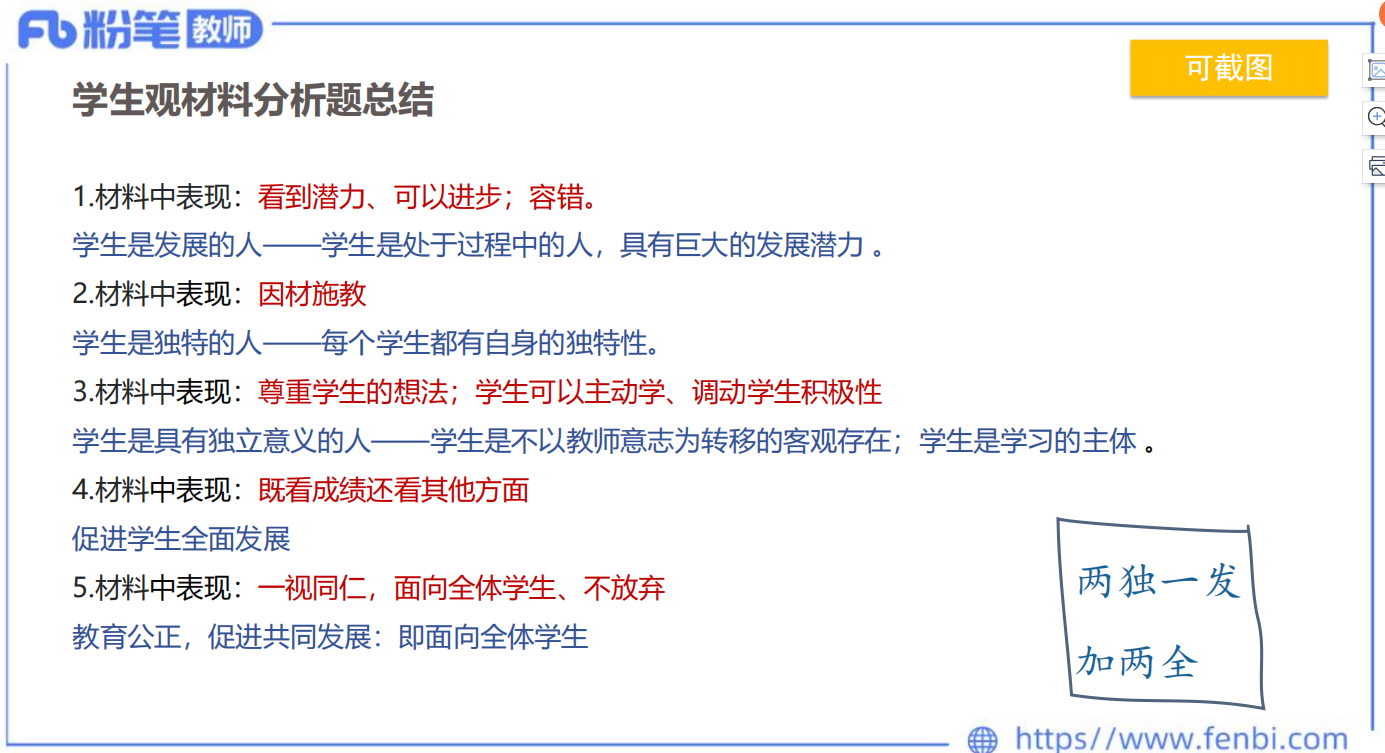 粉笔教师
可截图
学生观材料分析题总结
1.材料中表现：看到潜力、可以进步；容错。
学生是发展的人——学生是处于过程中的人，具有巨大的发展潜力 。
2.材料中表现：因材施教
学生是独特的人——每个学生都有自身的独特性。
3.材料中表现：尊重学生的想法；学生可以主动学、调动学生积极性
学生是具有独立意义的人——学生是不以教师意志为转移的客观存在；学生是学习的主体 。
4.材料中表现：既看成绩还看其他方面
促进学生全面发展
5.材料中表现：一视同仁，面向全体学生、不放弃
教育公正，促进共同发展：即面向全体学生
两独一发
加两全
https//www.fenbi.com